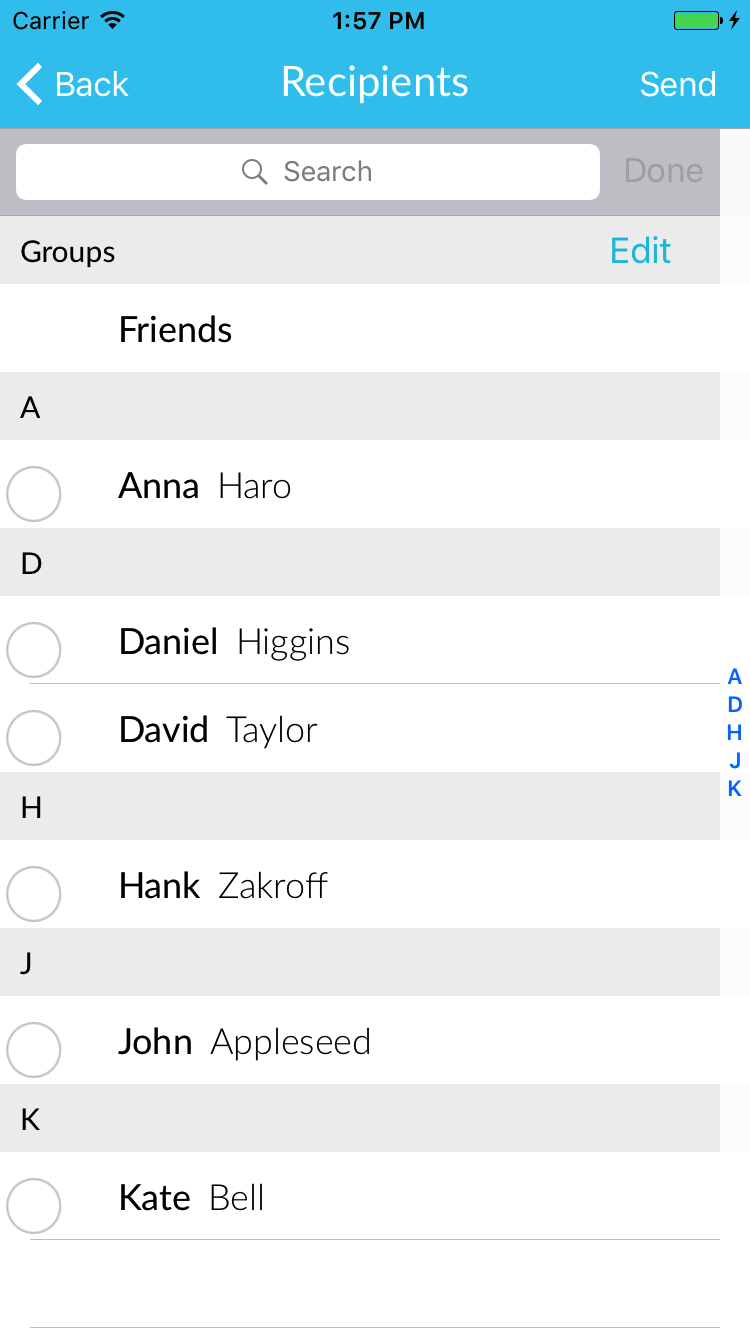 Carrier 1:57 PM
Back Recipients Send
Search Done
Groups Edit
Friends
A
Anna Haro
D
Daniel Higgins
David Taylor
H
Hank Zakroff
J
John Appleseed
K
Kate Bell
A
D
H
J
K